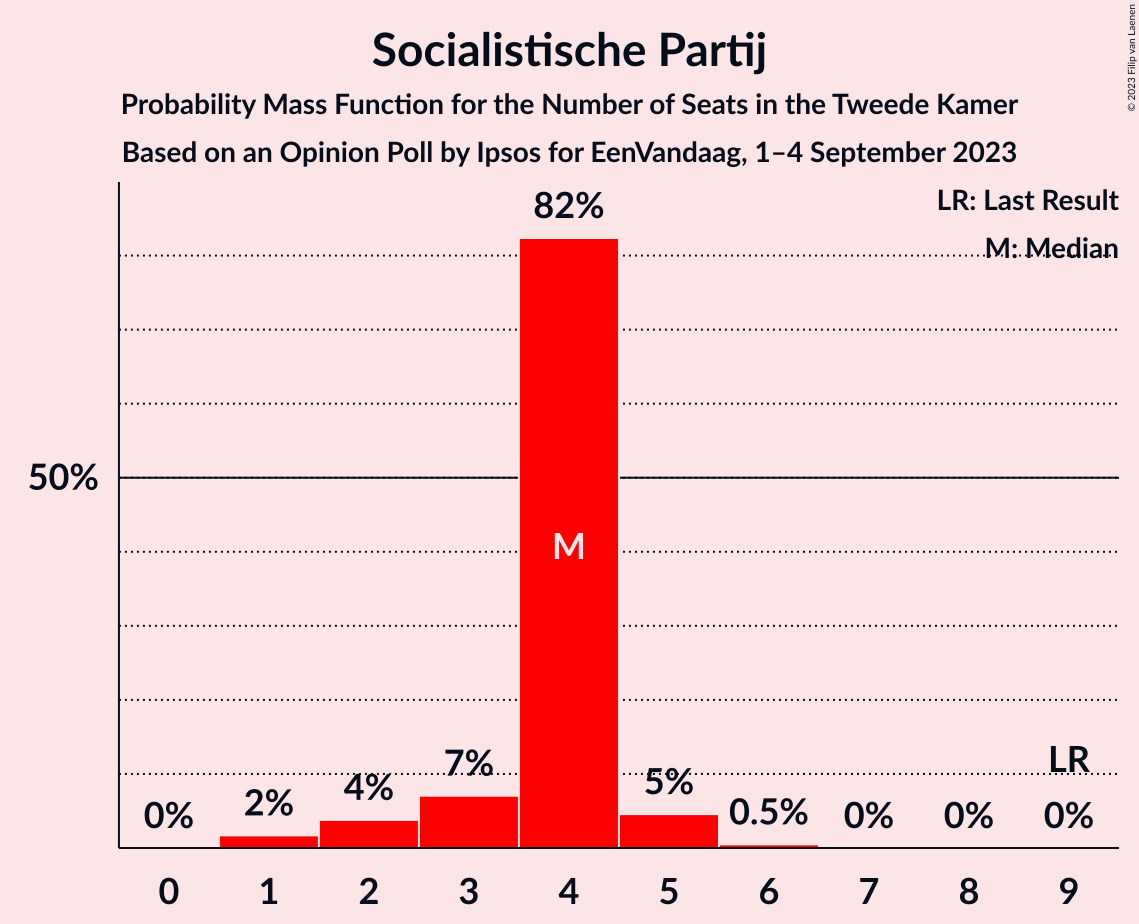 Socialistische Partij
Probability Mass Function for the Number of Seats in the Tweede Kamer
Based on an Opinion Poll by Ipsos for EenVandaag, 1–4 September 2023
© 2023 Filip van Laenen
LR: Last Result
M: Median
82%
50%
M
0%
2%
4%
7%
5%
0.5%
0%
0%
LR
0%
0 1 2 3 4 5 6 7 8 9